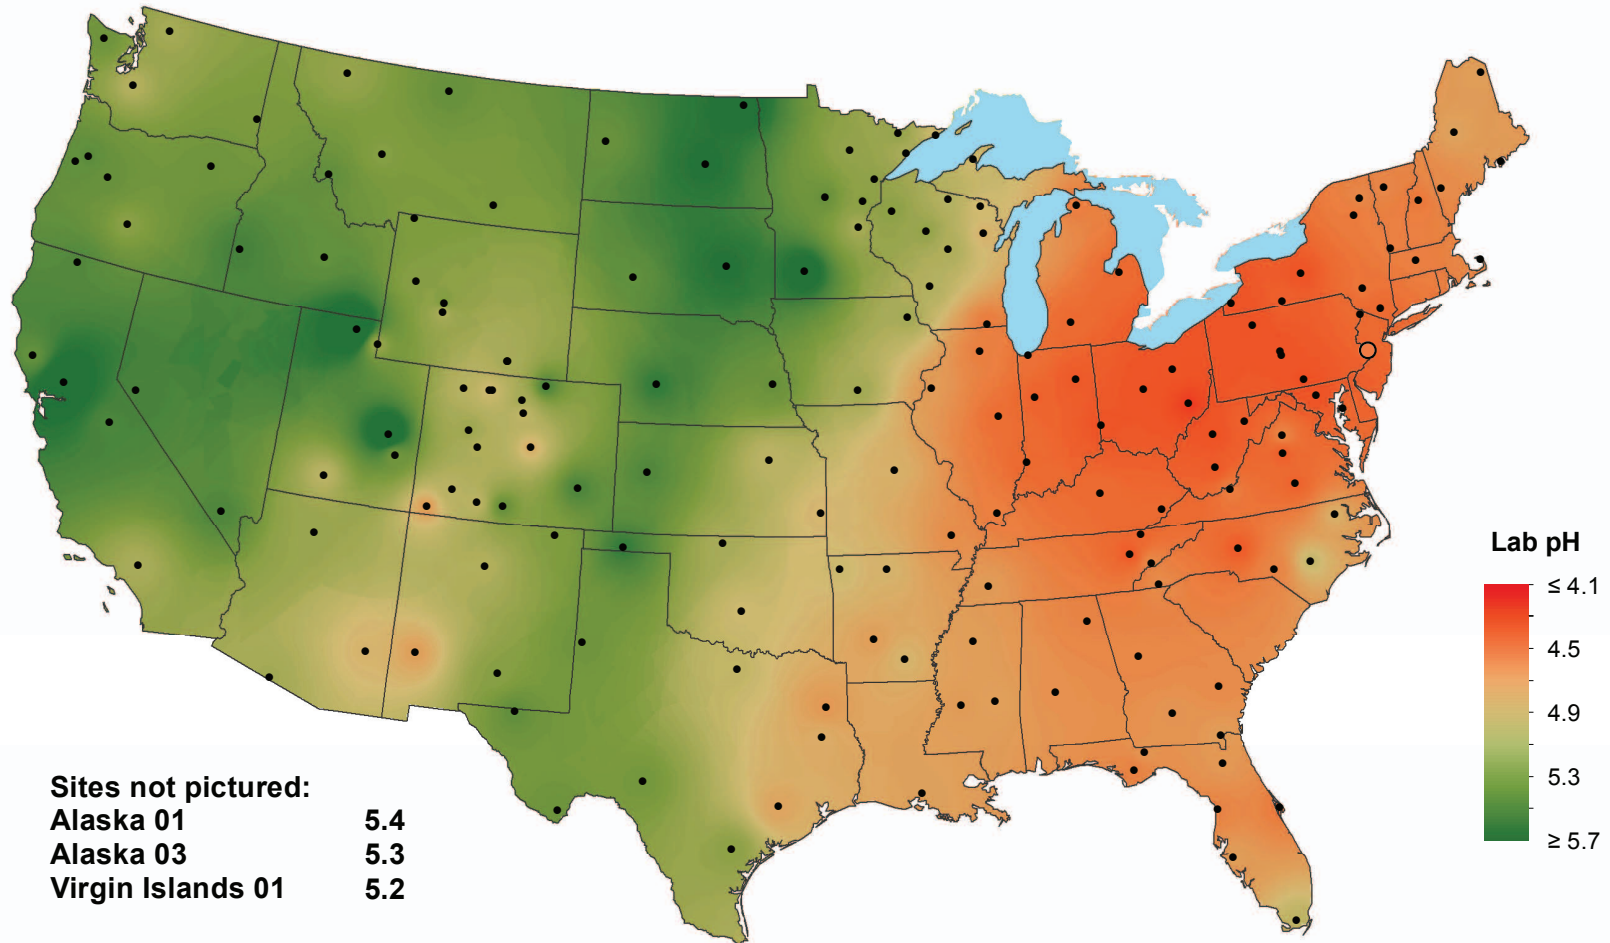 Lab pH
≤ 4.1
4.5
4.9
5.3
≥ 5.7
Sites not pictured:
Alaska 01 5.4
Alaska 03 5.3
Virgin Islands 01 5.2